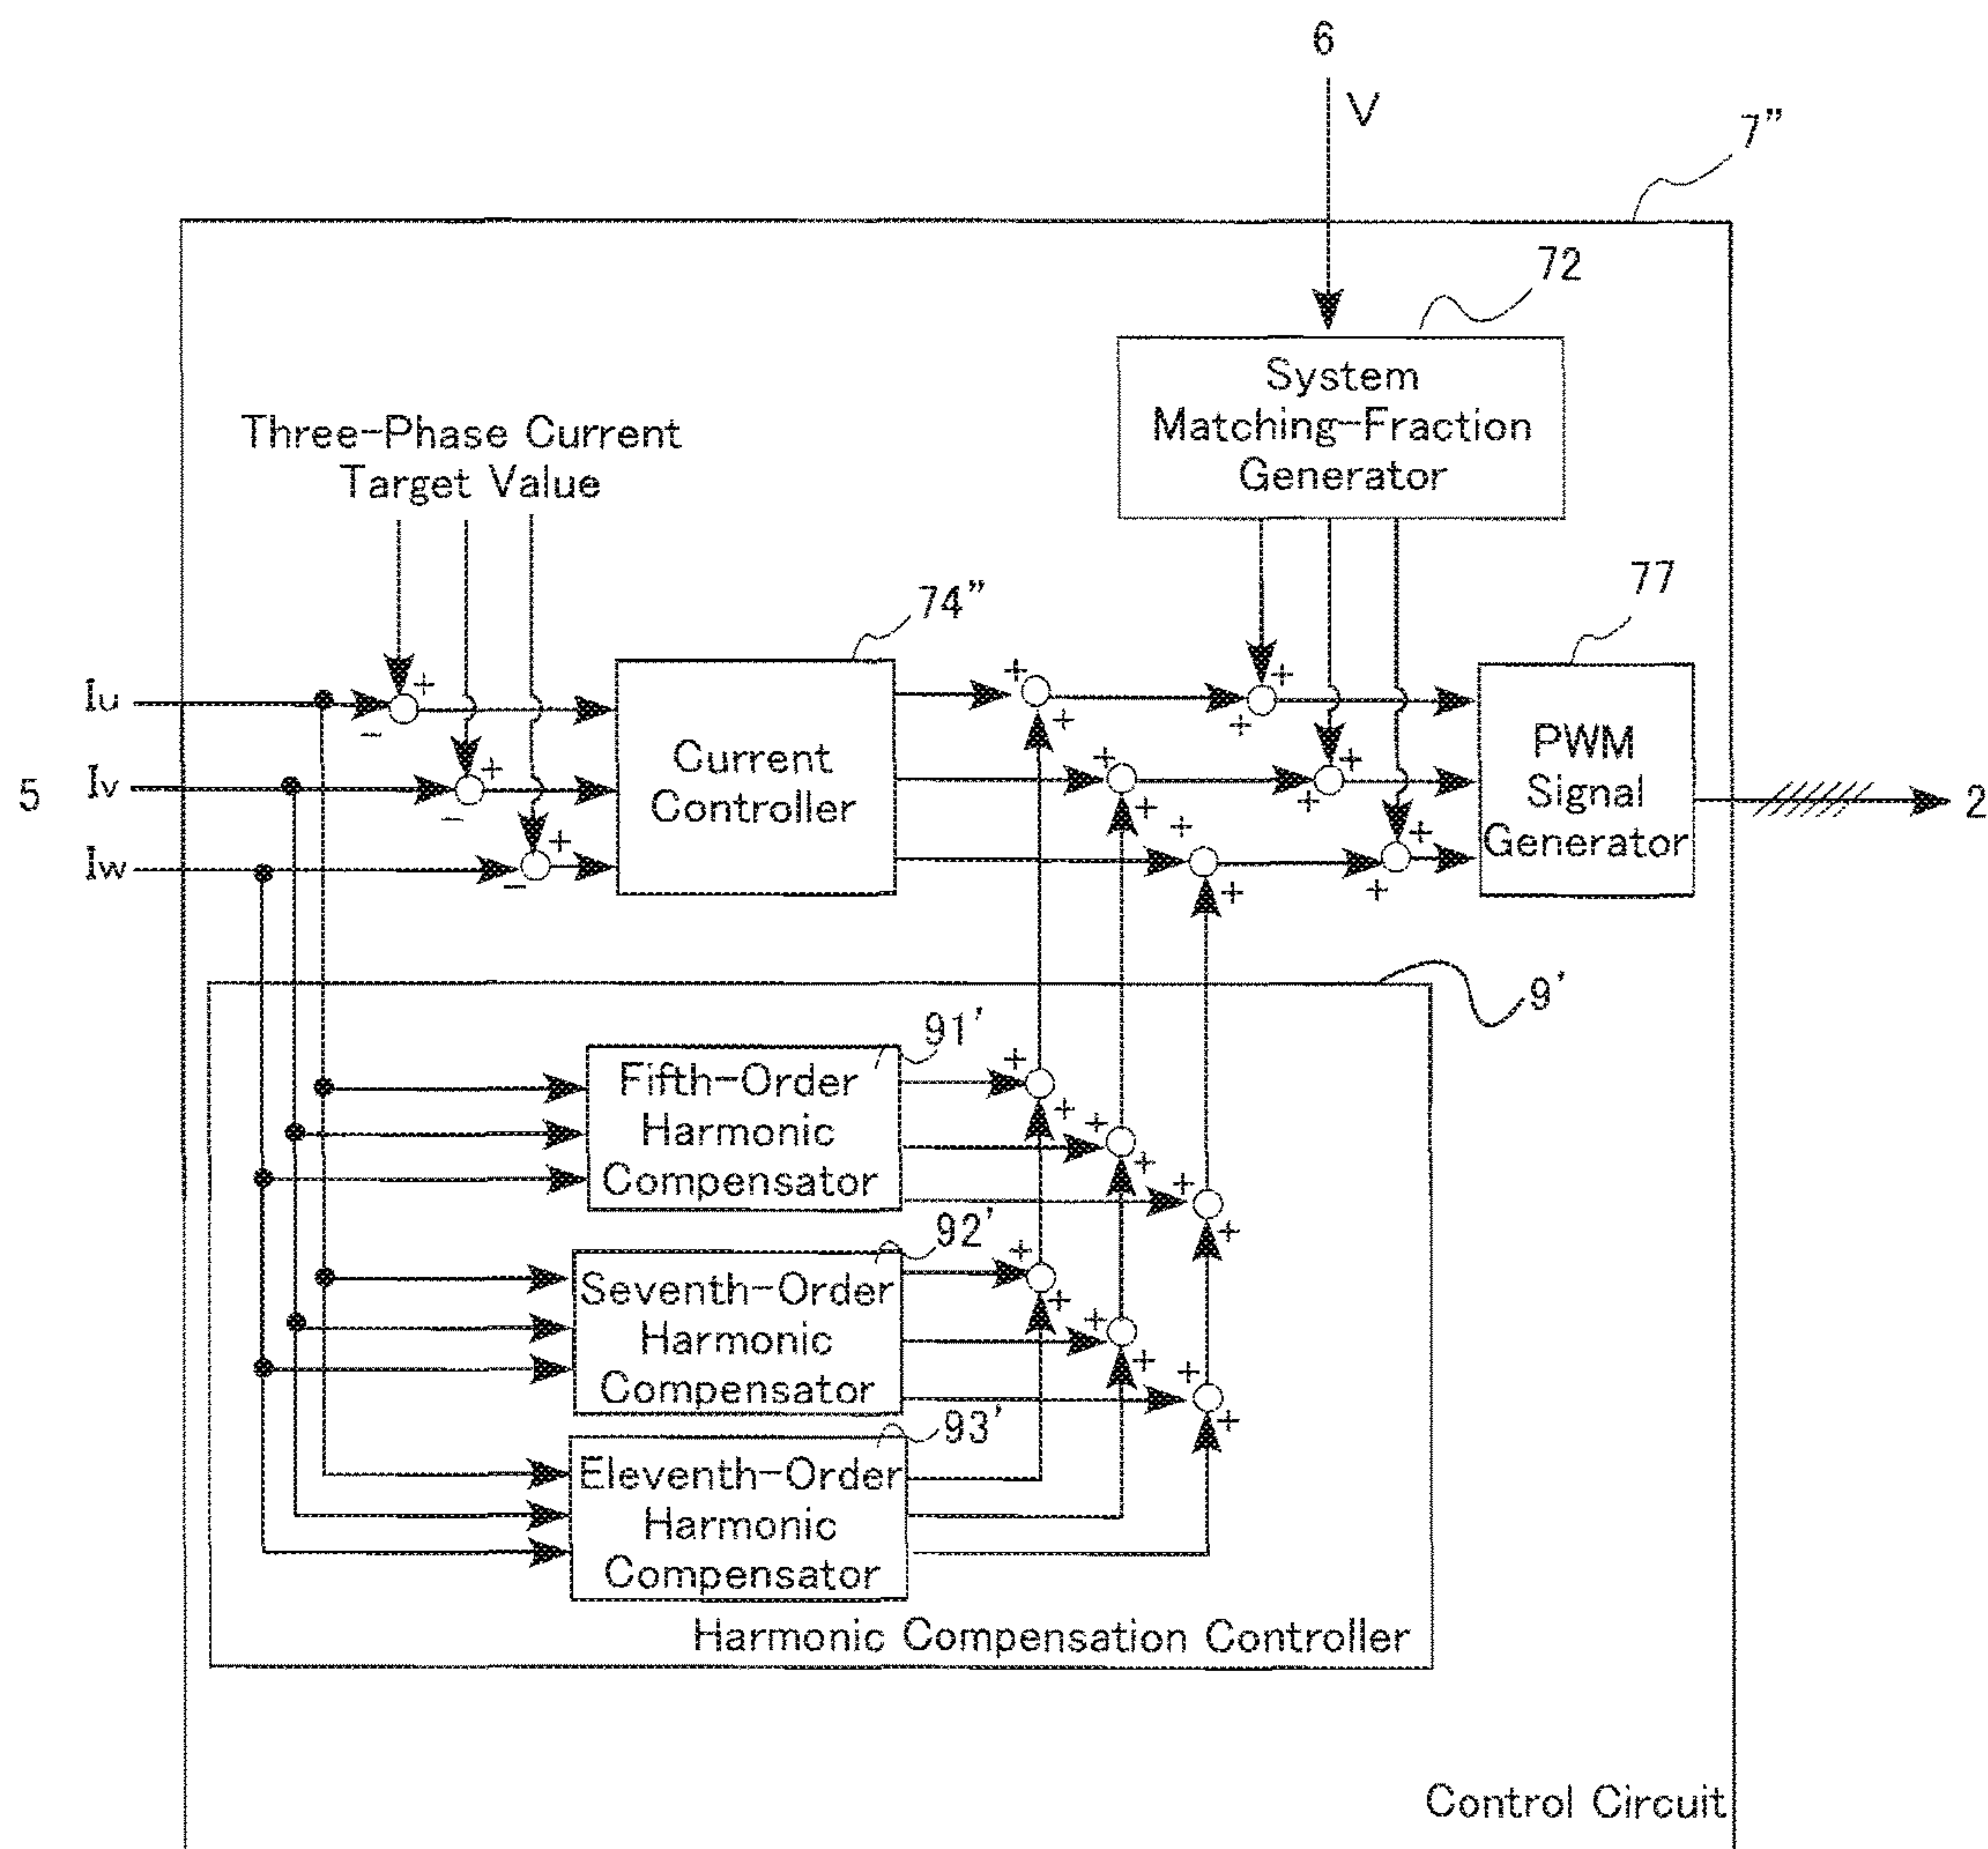 6
V
7”
72
System
Matching-Fraction
Generator
Three-Phase Current
Target Value
74”
77
Iu
+
-
+
+
+
+
Current
Controller
PWM
Signal
Generator
5
Iv
+
-
+
+
+
+
2
Iw
+
-
+
+
+
+
9'
91'
Fifth-Order
Harmonic
Compensator
+
+
+
+
+
+
92'
Seventh-Order
Harmonic
Compensator
+
+
+
+
+
+
93'
Eleventh-Order
Harmonic
Compensator
Harmonic Compensation Controller
Control Circuit